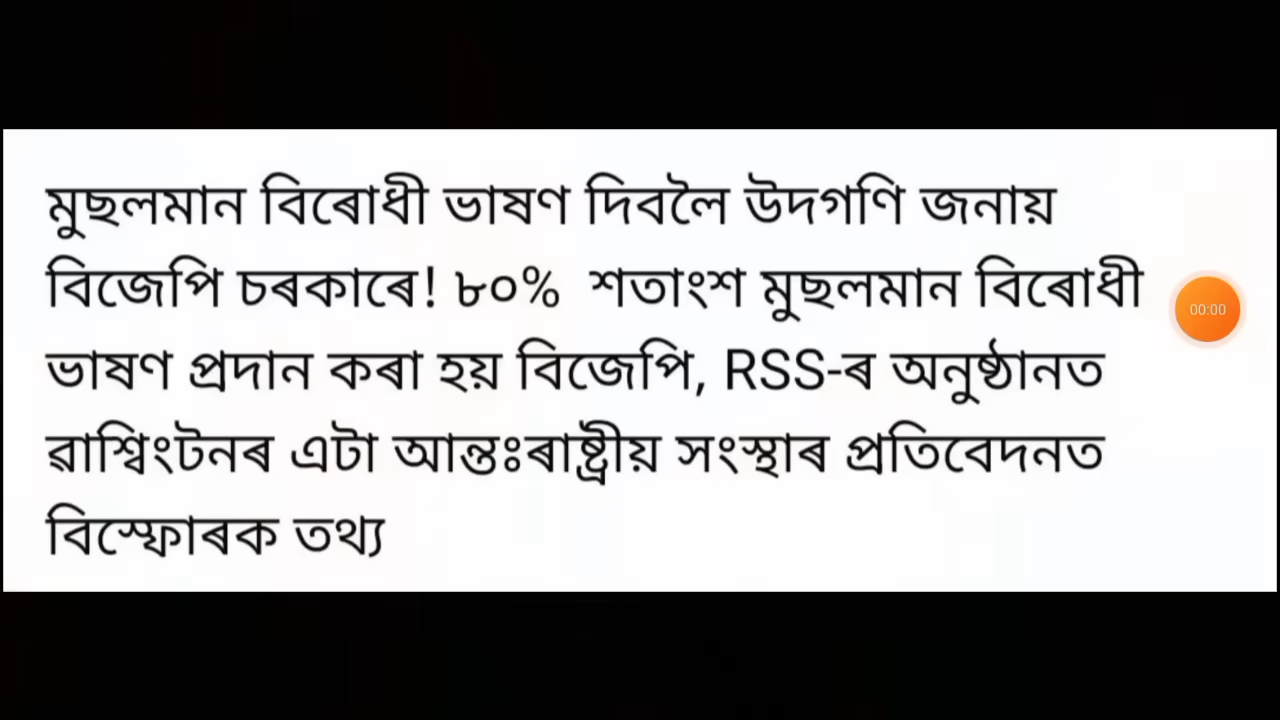 মুছলমান বিৰোধী ভাষণ দিবলৈ উদগণি জনায়
বিজেপি চৰকাৰে! ৮০% শতাংশ মুছলমান বিৰোধী
ভাষণ প্ৰদান কৰা হয় বিজেপি, RSS-ৰ অনুষ্ঠানত
ৱাশ্বিংটনৰ এটা আন্তঃৰাষ্ট্ৰীয় সংস্থাৰ প্ৰতিবেদনত
বিস্ফোৰক তথ্য
00:00